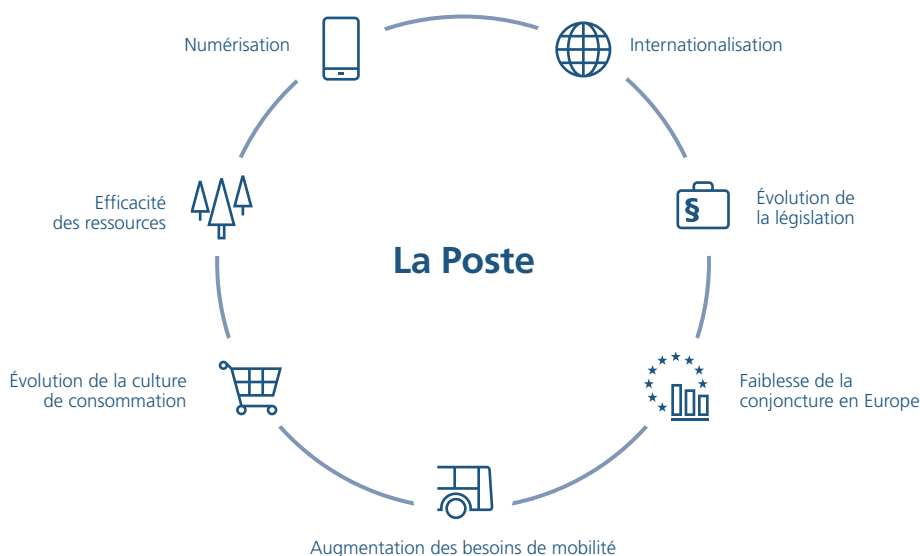 Numérisation
Internationalisation
Efficacité
des ressources
§
Évolution de
la législation
La Poste
Évolution de la culture
de consommation
Faiblesse de la
conjoncture en Europe
Augmentation des besoins de mobilité